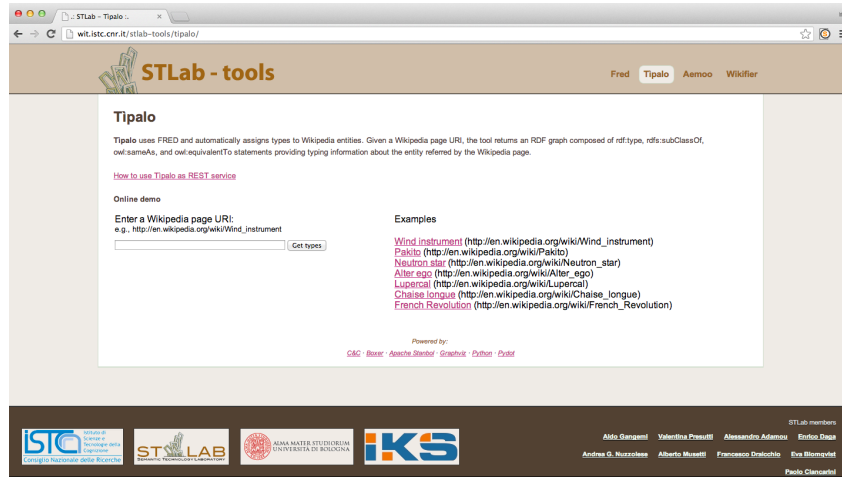 .: STLab - Tipalo :.
wit.istc.cnr.it/stlab-tools/tipalo/
STLab - tools
Fred Tipalo Aemoo Wikifier
Tipalo
Tipalo uses FRED and automatically assigns types to Wikipedia entities. Given a Wikipedia page URI, the tool returns an RDF graph composed of rdf:type, rdfs:subClassOf,
owl:sameAs, and owl:equivalentTo statements providing typing information about the entity referred by the Wikipedia page.
How to use Tipalo as REST service
Online demo
Enter a Wikipedia page URI:
e.g., http://en.wikipedia.org/wiki/Wind_instrument
Get types
Examples
Wind instrument (http://en.wikipedia.org/wiki/Wind_instrument)
Pakito (http://en.wikipedia.org/wiki/Pakito)
Neutron star (http://en.wikipedia.org/wiki/Neutron_star)
Alter ego (http://en.wikipedia.org/wiki/Alter_ego)
Lupercal (http://en.wikipedia.org/wiki/Lupercal)
Chaise longue (http://en.wikipedia.org/wiki/Chaise_longue)
French Revolution (http://en.wikipedia.org/wiki/French_Revolution)
Powered by:
C&C · Boxer · Apache Stanbol · Graphviz · Python · Pydot
ISTC
Istituto di
Scienze e
Tecnologie della
Cognizione
Consiglio Nazionale delle Ricerche
STLAB
SEMANTIC TECHNOLOGY LABORATORY
ALMA MATER STUDIORUM
UNIVERSITÀ DI BOLOGNA
IKS
STLab members
Aldo Gangemi Valentina Presutti Alessandro Adamou Enrico Daga
Andrea G. Nuzzolese Alberto Musetti Francesco Draicchio Eva Blomqvist
Paolo Ciancarini